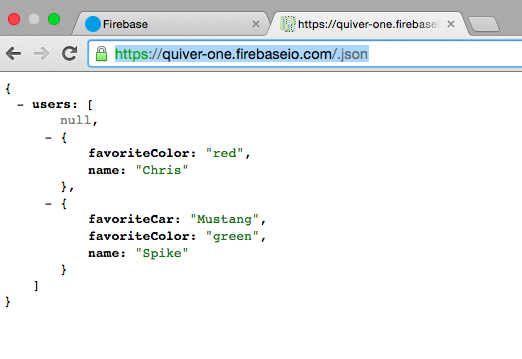 Firebase
https://quiver-one.firebasei
https://quiver-one.firebaseio.com/.json
{
– users: [
null,
– {
favoriteColor: "red",
name: "Chris"
},
– {
favoriteCar: "Mustang",
favoriteColor: "green",
name: "Spike"
}
]
}